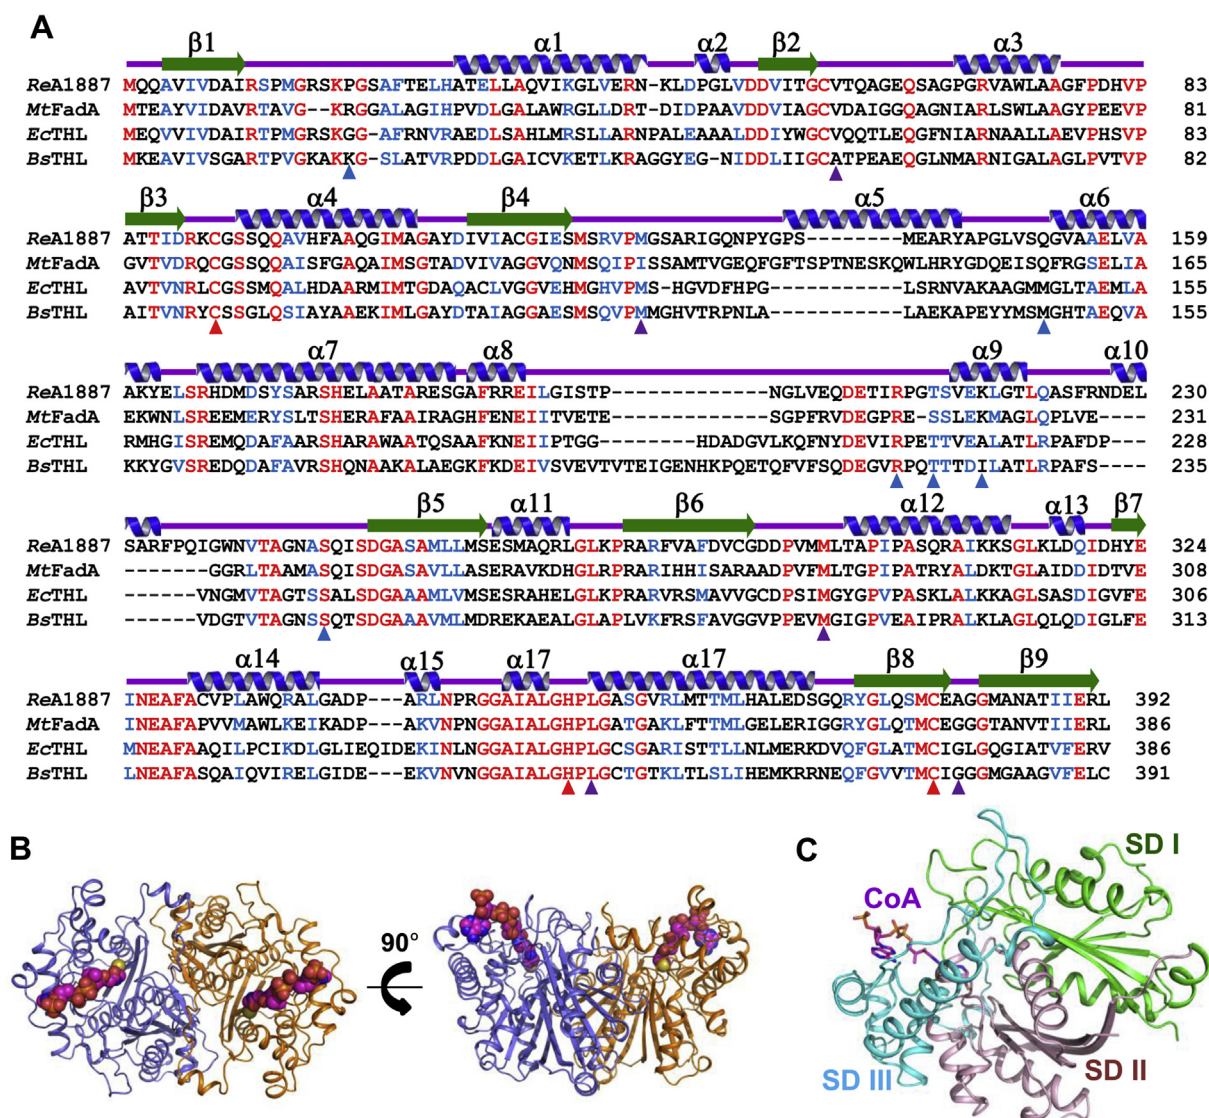 A
β1 α1 α2 β2 α3
ReA1887 MQQAVIVDAIRSPMGRSKPGSAFTELHATELLAQVIKGLVERN-KLDPGLVDDVITGCVTQAGEQSAGPGRVAWLAAGFPDHVP 83
MtFadA MTEAYVIDAVRTAVG--KRGGALAGIHPADLGALAWRGLLDRT-DIDPAAVDDVIAGCVDAIGGQAGNIARLSWLAAGYPEEVP 81
EcTHL MEQVVIVDAIRTPMGRSKGG-AFRNVRAEDLSAHLMRSLLARNPALEAAALDDIYWGCVQQTLEQGFNIARNAALLAEVPHSVP 83
BsTHL MKEAVIVSGARTPVGKAKKG-SLATVRPDDLGAICVKETLKRAGGYEG-NIDDLIIGCATPEAEQGLNMARNIGALAGLPVTVP 82
β3 α4 β4 α5 α6
ReA1887 ATTIDRKCGSSQQAVHFAAQGIMAGAYDIVIACGIESMSRVPMGSARIGQNPYGPS---------MEARYAPGLVSQGVAAELVA 159
MtFadA GVTVDRQCGSSQQAISFGAQAIMSGTADVIVAGGVQNMSQIPISSAMTVGEQFGFTSPTNESKQWLHRYGDQEISQFRGSELIA 165
EcTHL AVTVNRLCGSSMQALHDAARMIMTGDAQACLVGGVEHMGHVPMS-HGVDFHPG-----------LSRNVAKAAGMMGLTAEMLA 155
BsTHL AITVNRYCSSGLQSIAYAAEKIMLGAYDTAIAGGAESMSQVPMMGHVTRPNLA-----------LAEKAPEYYMSMGHTAEQVA 155
α7 α8 α9 α10
ReA1887 AKYELSRHDMDSYSARSHELAATARESGAFRREILGISTP-------------NGLVEQDETIRPGTSVEKLGTLQASFRNDEL 230
MtFadA EKWNLSREEMERYSLTSHERAFAAIRAGHFENEIITVETE-------------SGPFRVDEGPRE-SSLEKMAGLQPLVE---- 231
EcTHL RMHGISREMQDAFAARSHARAWAATQSAAFKNEIIPTGG--------HDADGVLKQFNYDEVIRPETTVEALATLRPAFDP--- 228
BsTHL KKYGVSREDQDAFAVRSHQNAAKALAEGKFKDEIVSVEVTVTEIGENHKPQETQFVFSQDEGVRPQTTTDILATLRPAFS---- 235
β5 α11 β6 α12 α13 β7
ReA1887 SARFPQIGWNVTAGNASQISDGASAMLLMSESMAQRLGLKPRARFVAFDVCGDDPVMMLTAPIPASQRAIKKSGLKLDQIDHYE 324
MtFadA -------GGRLTAAMASQISDGASAVLLASERAVKDHGLRPRARIHHISARAADPVFMLTGPIPATRYALDKTGLAIDDIDTVE 308
EcTHL ------VNGMVTAGTSSALSDGAAAMLVMSESRAHELGLKPRARVRSMAVVGCDPSIMGYGPVPASKLALKKAGLSASDIGVFE 306
BsTHL ------VDGTVTAGNSSQTSDGAAAVMLMDREKAEALGLAPLVKFRSFAVGGVPPEVMGIGPVEAIPRALKLAGLQLQDIGLFE 313
α14 α15 α17 α17 β8 β9
ReA1887 INEAFACVPLAWQRALGADP---ARLNPRGGAIALGHPLGASGVRLMTTMLHALEDSGQRYGLQSMCEAGGMANATIIERL 392
MtFadA INEAFAPVVMAWLKEIKADP---AKVNPNGGAIALGHPLGATGAKLFTTMLGELERIGGRYGLQTMCEGGGTANVTIIERL 386
EcTHL MNEAFAAQILPCIKDLGLIEQIDEKINLNGGAIALGHPLGCSGARISTTLLNLMERKDVQFGLATMCIGLGQGIATVFERV 386
BsTHL LNEAFASQAIQVIRELGIDE---EKVNVNGGAIALGHPLGCTGTKLTLSLIHEMKRRNEQFGVVTMCIGGGMGAAGVFELC 391
B
90°
C
SD I
CoA
SD III
SD II